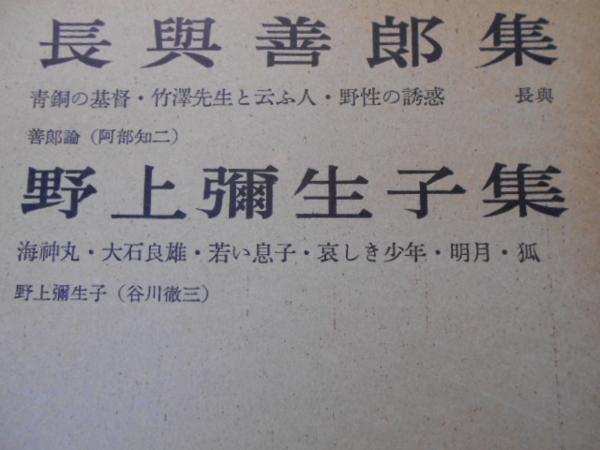 長與善郎集
青銅の基督・竹澤先生と云ふ人・野性の誘惑　長與
善郎論（阿部知二）
野上彌生子集
海神丸・大石良雄・若い息子・哀しき少年・明月・狐
野上彌生子（谷川徹三）